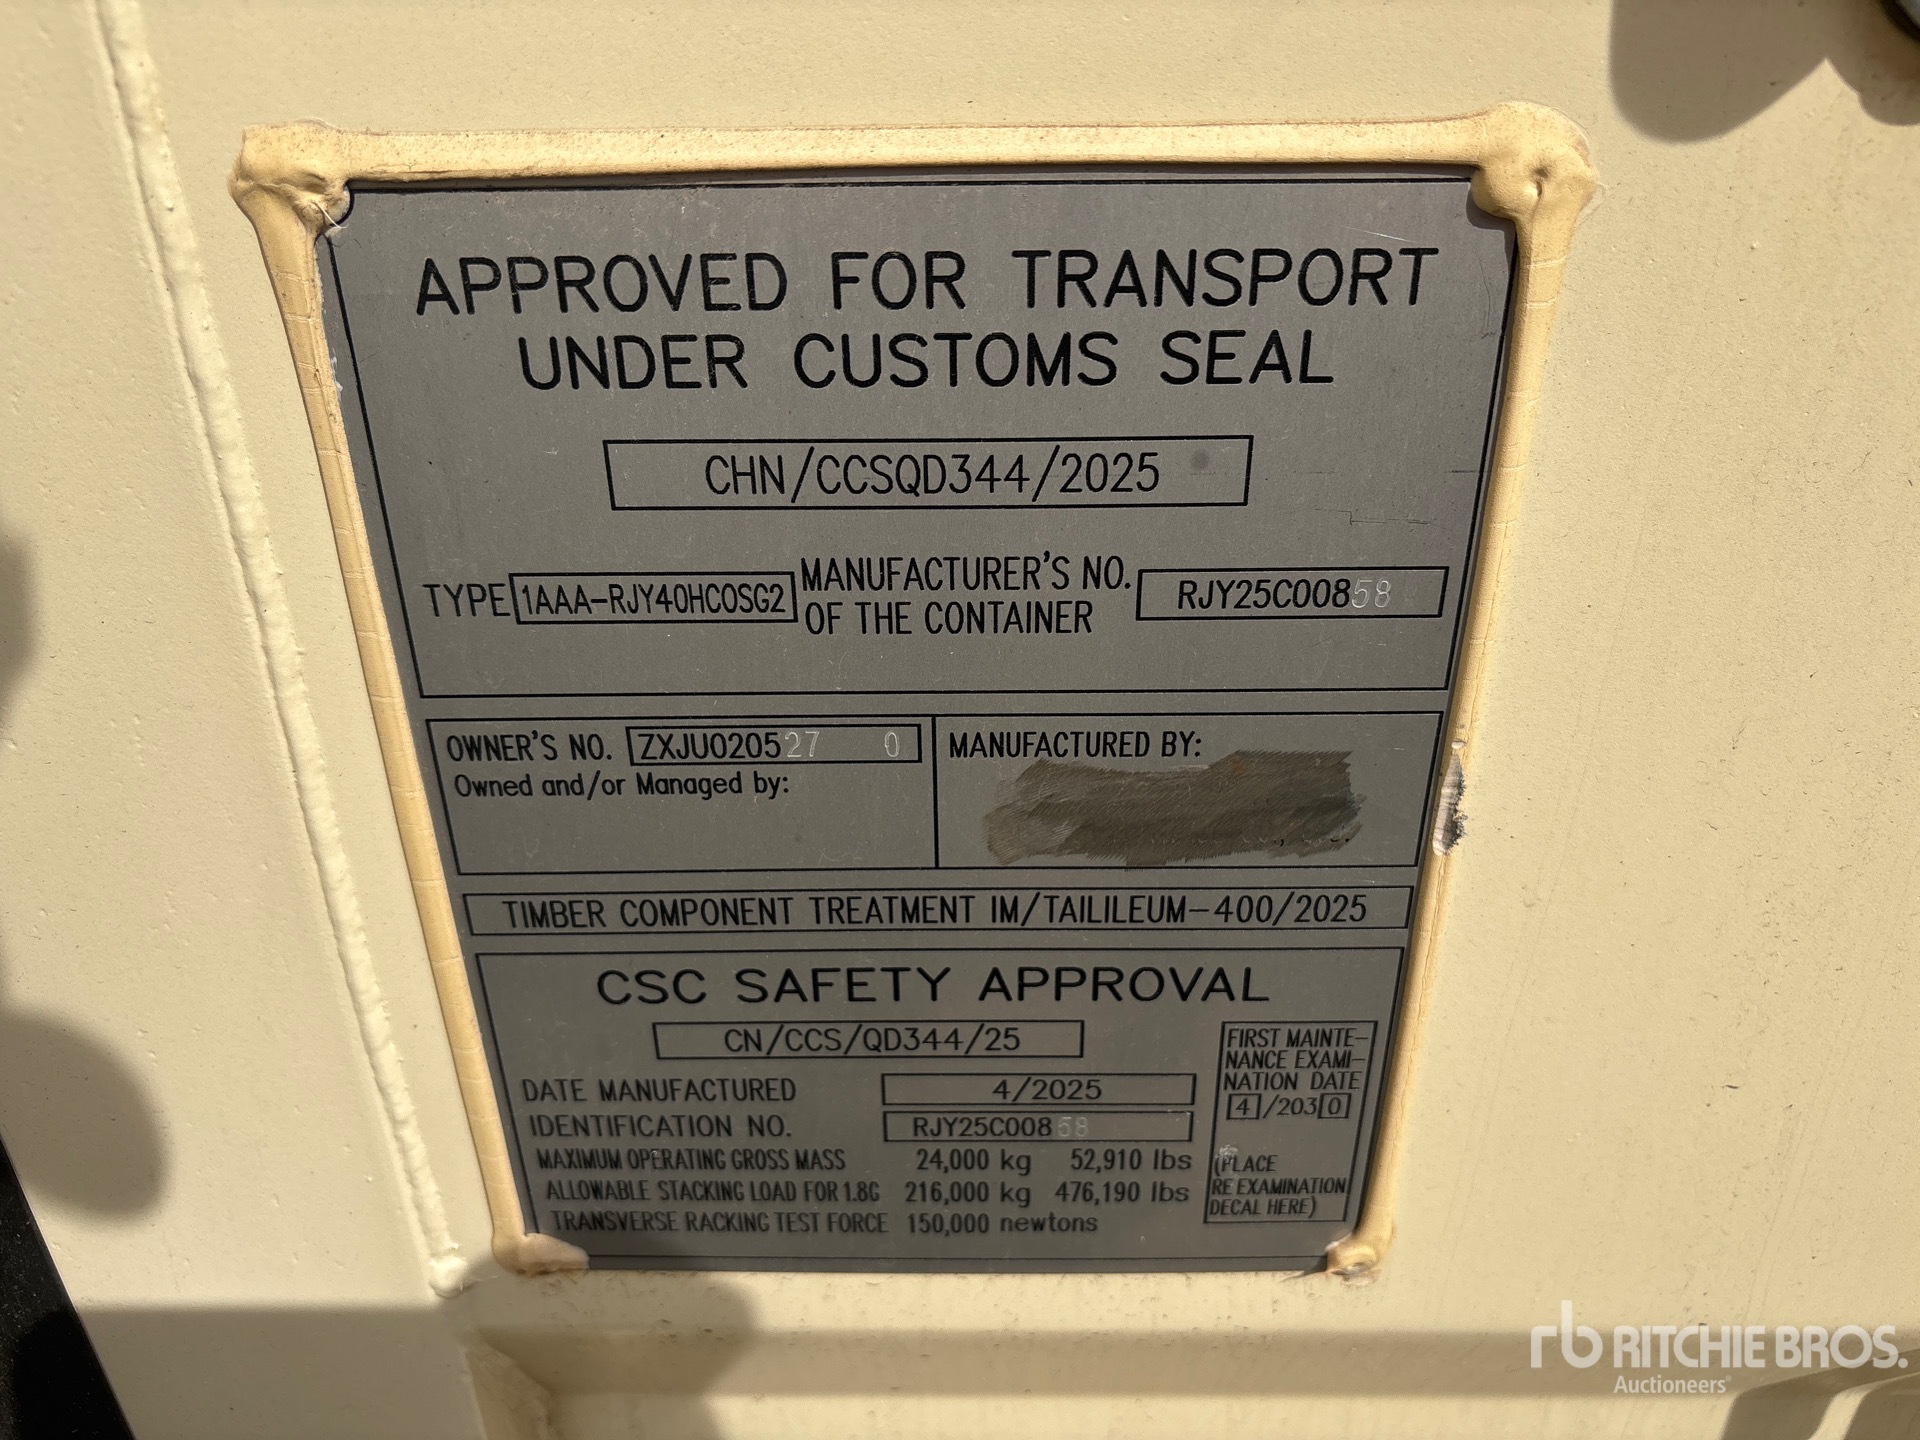 APPROVED FOR TRANSPORT
UNDER CUSTOMS SEAL
CHN/CCSQD344/2025
TYPE 1AAA-RJY40HCOSG2 MANUFACTURER'S NO. OF THE CONTAINER RJY25C00858
OWNER'S NO. ZXJU020527 0
Owned and/or Managed by:
MANUFACTURED BY:
TIMBER COMPONENT TREATMENT IM/TAILILEUM-400/2025
CSC SAFETY APPROVAL
CN/CCS/QD344/25
DATE MANUFACTURED 4/2025
IDENTIFICATION NO. RJY25C00858
MAXIMUM OPERATING GROSS MASS 24,000 kg 52,910 lbs
ALLOWABLE STACKING LOAD FOR 1.8G 216,000 kg 476,190 lbs
TRANSVERSE RACKING TEST FORCE 150,000 newtons
FIRST MAINTE-
NANCE EXAMI-
NATION DATE
4/2030
(PLACE
RE EXAMINATION
DECAL HERE)
rb RITCHIE BROS.
Auctioneers